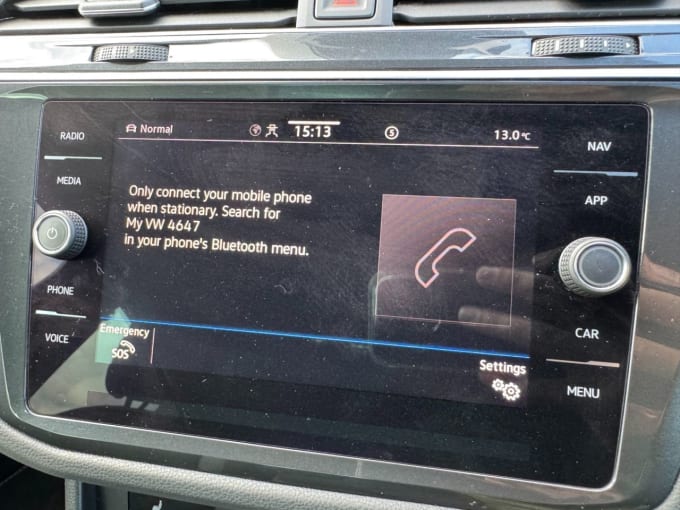 RADIO
MEDIA
PHONE
VOICE
Normal
15:13
S
13.0°C
Only connect your mobile phone
when stationary. Search for
My VW 4647
in your phone's Bluetooth menu.
Emergency
SOS
Settings
NAV
APP
CAR
MENU